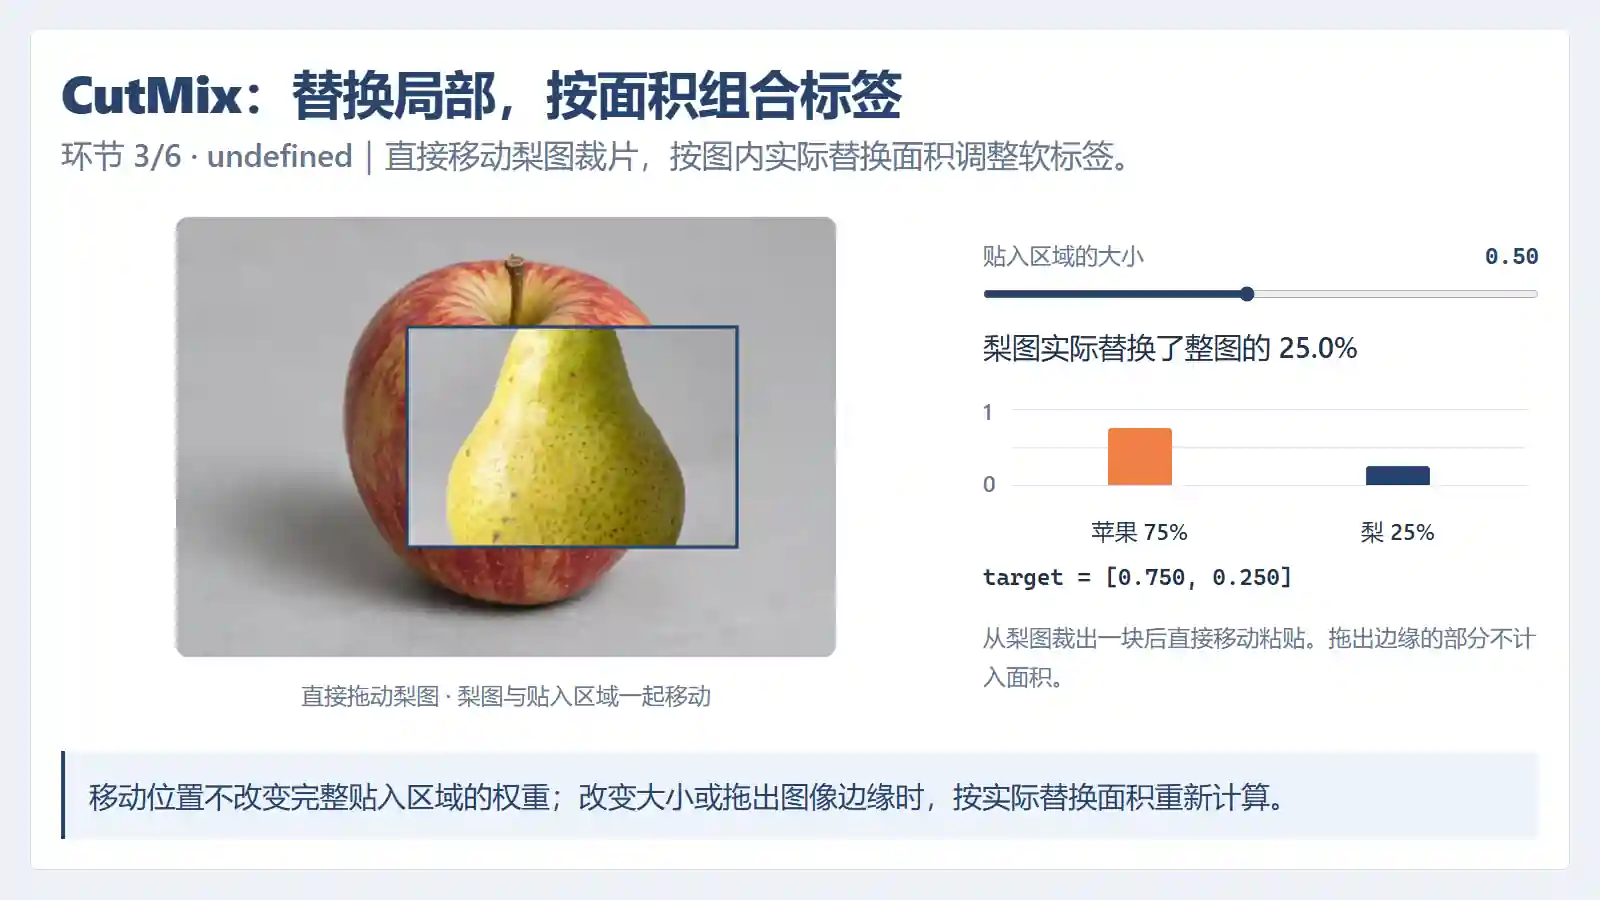 CutMix：替换局部，按面积组合标签
环节 3/6 · undefined｜直接移动梨图裁片，按图内实际替换面积调整软标签。
贴入区域的大小 0.50
梨图实际替换了整图的 25.0%
1
0
苹果 75% 梨 25%
target = [0.750, 0.250]
从梨图裁出一块后直接移动粘贴。拖出边缘的部分不计
入面积。
直接拖动梨图 · 梨图与贴入区域一起移动
移动位置不改变完整贴入区域的权重；改变大小或拖出图像边缘时，按实际替换面积重新计算。